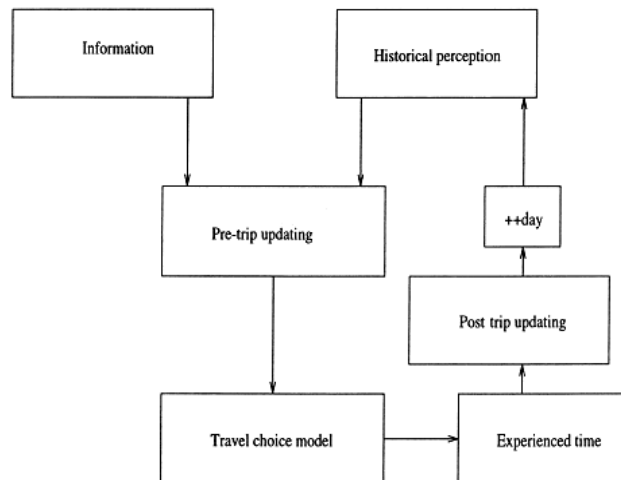 Information
Historical perception
Pre-trip updating
++day
Post trip updating
Travel choice model
Experienced time